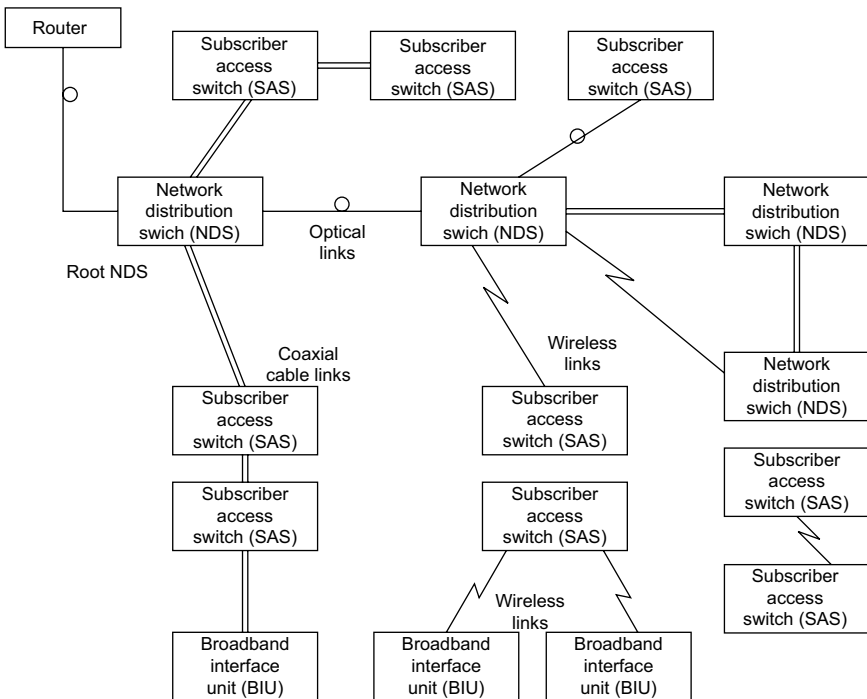 Router
Subscriber
access
switch (SAS)
Subscriber
access
switch (SAS)
Subscriber
access
switch (SAS)
Network
distribution
swich (NDS)
Optical
links
Network
distribution
swich (NDS)
Network
distribution
swich (NDS)
Root NDS
Coaxial
cable links
Wireless
links
Network
distribution
swich (NDS)
Subscriber
access
switch (SAS)
Subscriber
access
switch (SAS)
Subscriber
access
switch (SAS)
Subscriber
access
switch (SAS)
Subscriber
access
switch (SAS)
Subscriber
access
switch (SAS)
Wireless
links
Broadband
interface
unit (BIU)
Broadband
interface
unit (BIU)
Broadband
interface
unit (BIU)